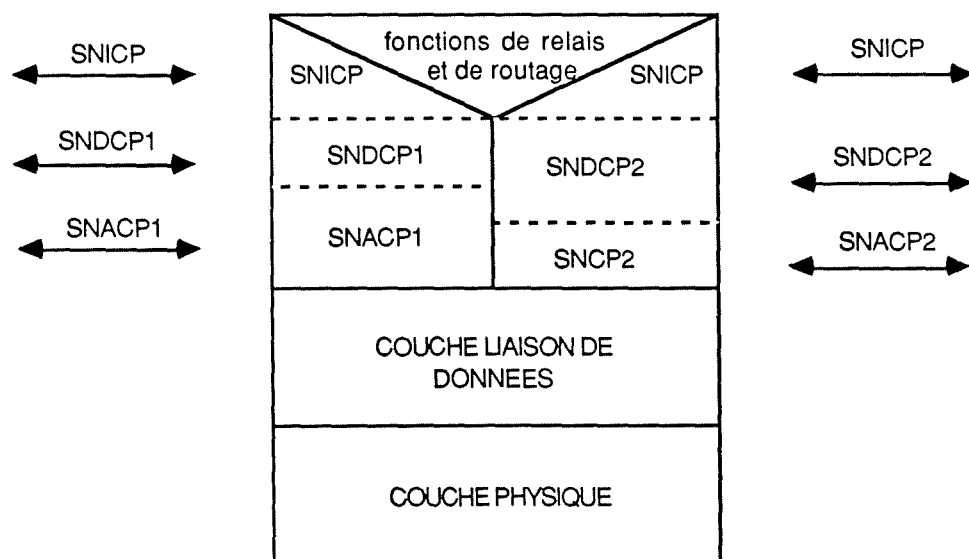 fonctions de relais
et de routage
SNICP
SNICP
SNICP
SNICP
SNDCP1
SNDCP1
SNDCP2
SNDCP2
SNACP1
SNACP1
SNCP2
SNACP2
COUCHE LIAISON DE
DONNEES
COUCHE PHYSIQUE